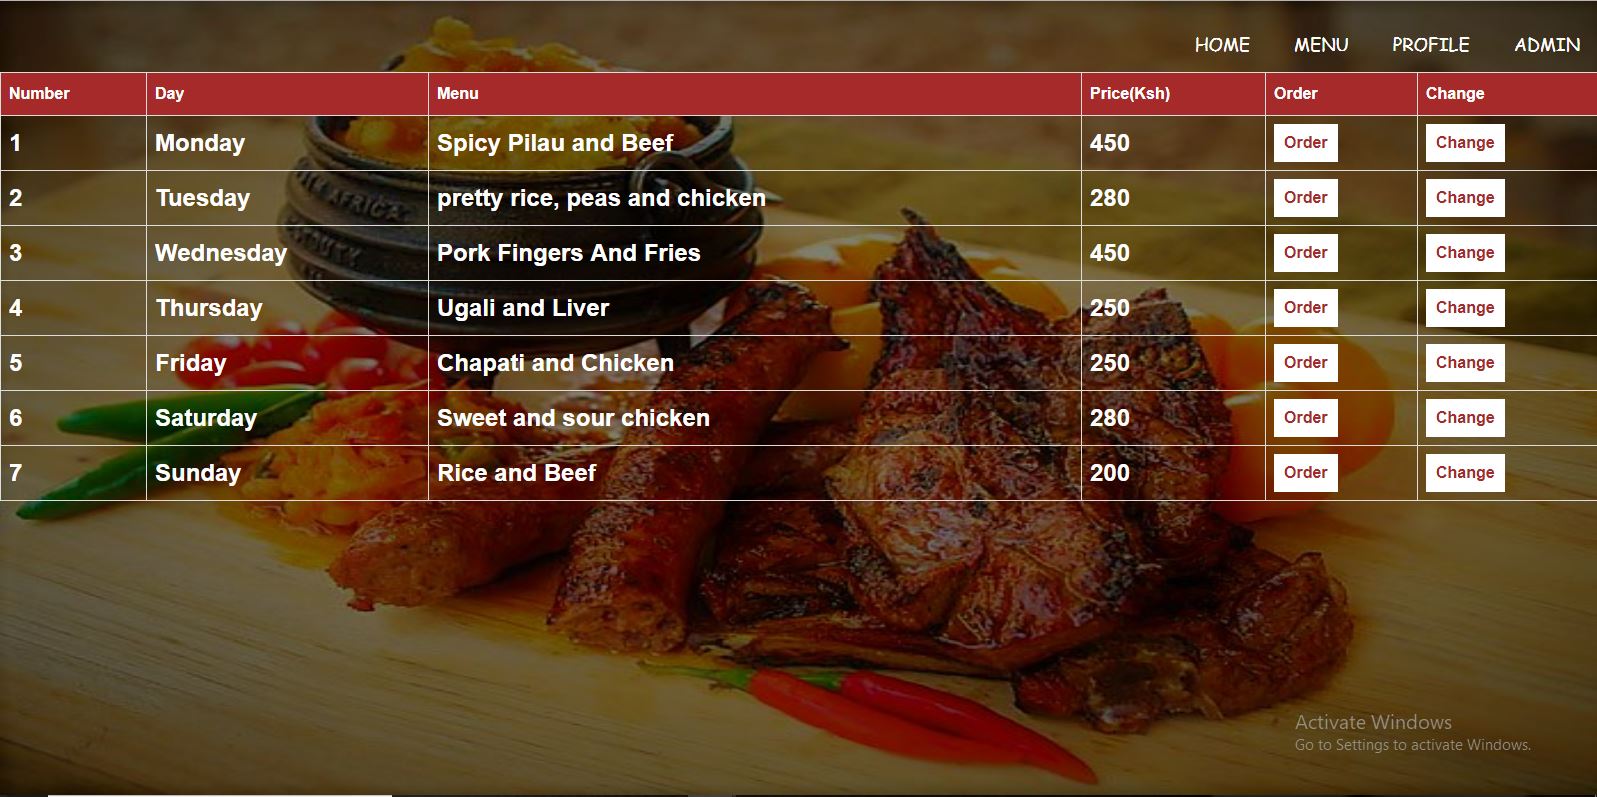 HOME MENU PROFILE ADMIN
Number Day Menu Price(Ksh) Order Change
1 Monday Spicy Pilau and Beef 450 Order Change
2 Tuesday pretty rice, peas and chicken 280 Order Change
3 Wednesday Pork Fingers And Fries 450 Order Change
4 Thursday Ugali and Liver 250 Order Change
5 Friday Chapati and Chicken 250 Order Change
6 Saturday Sweet and sour chicken 280 Order Change
7 Sunday Rice and Beef 200 Order Change
Activate Windows
Go to Settings to activate Windows.